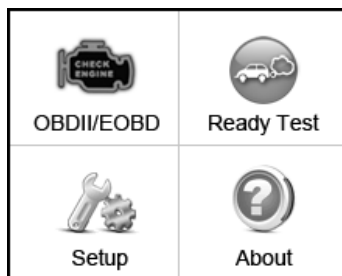 CHECK
ENGINE
OBDII/EOBD
Ready Test
Setup
About